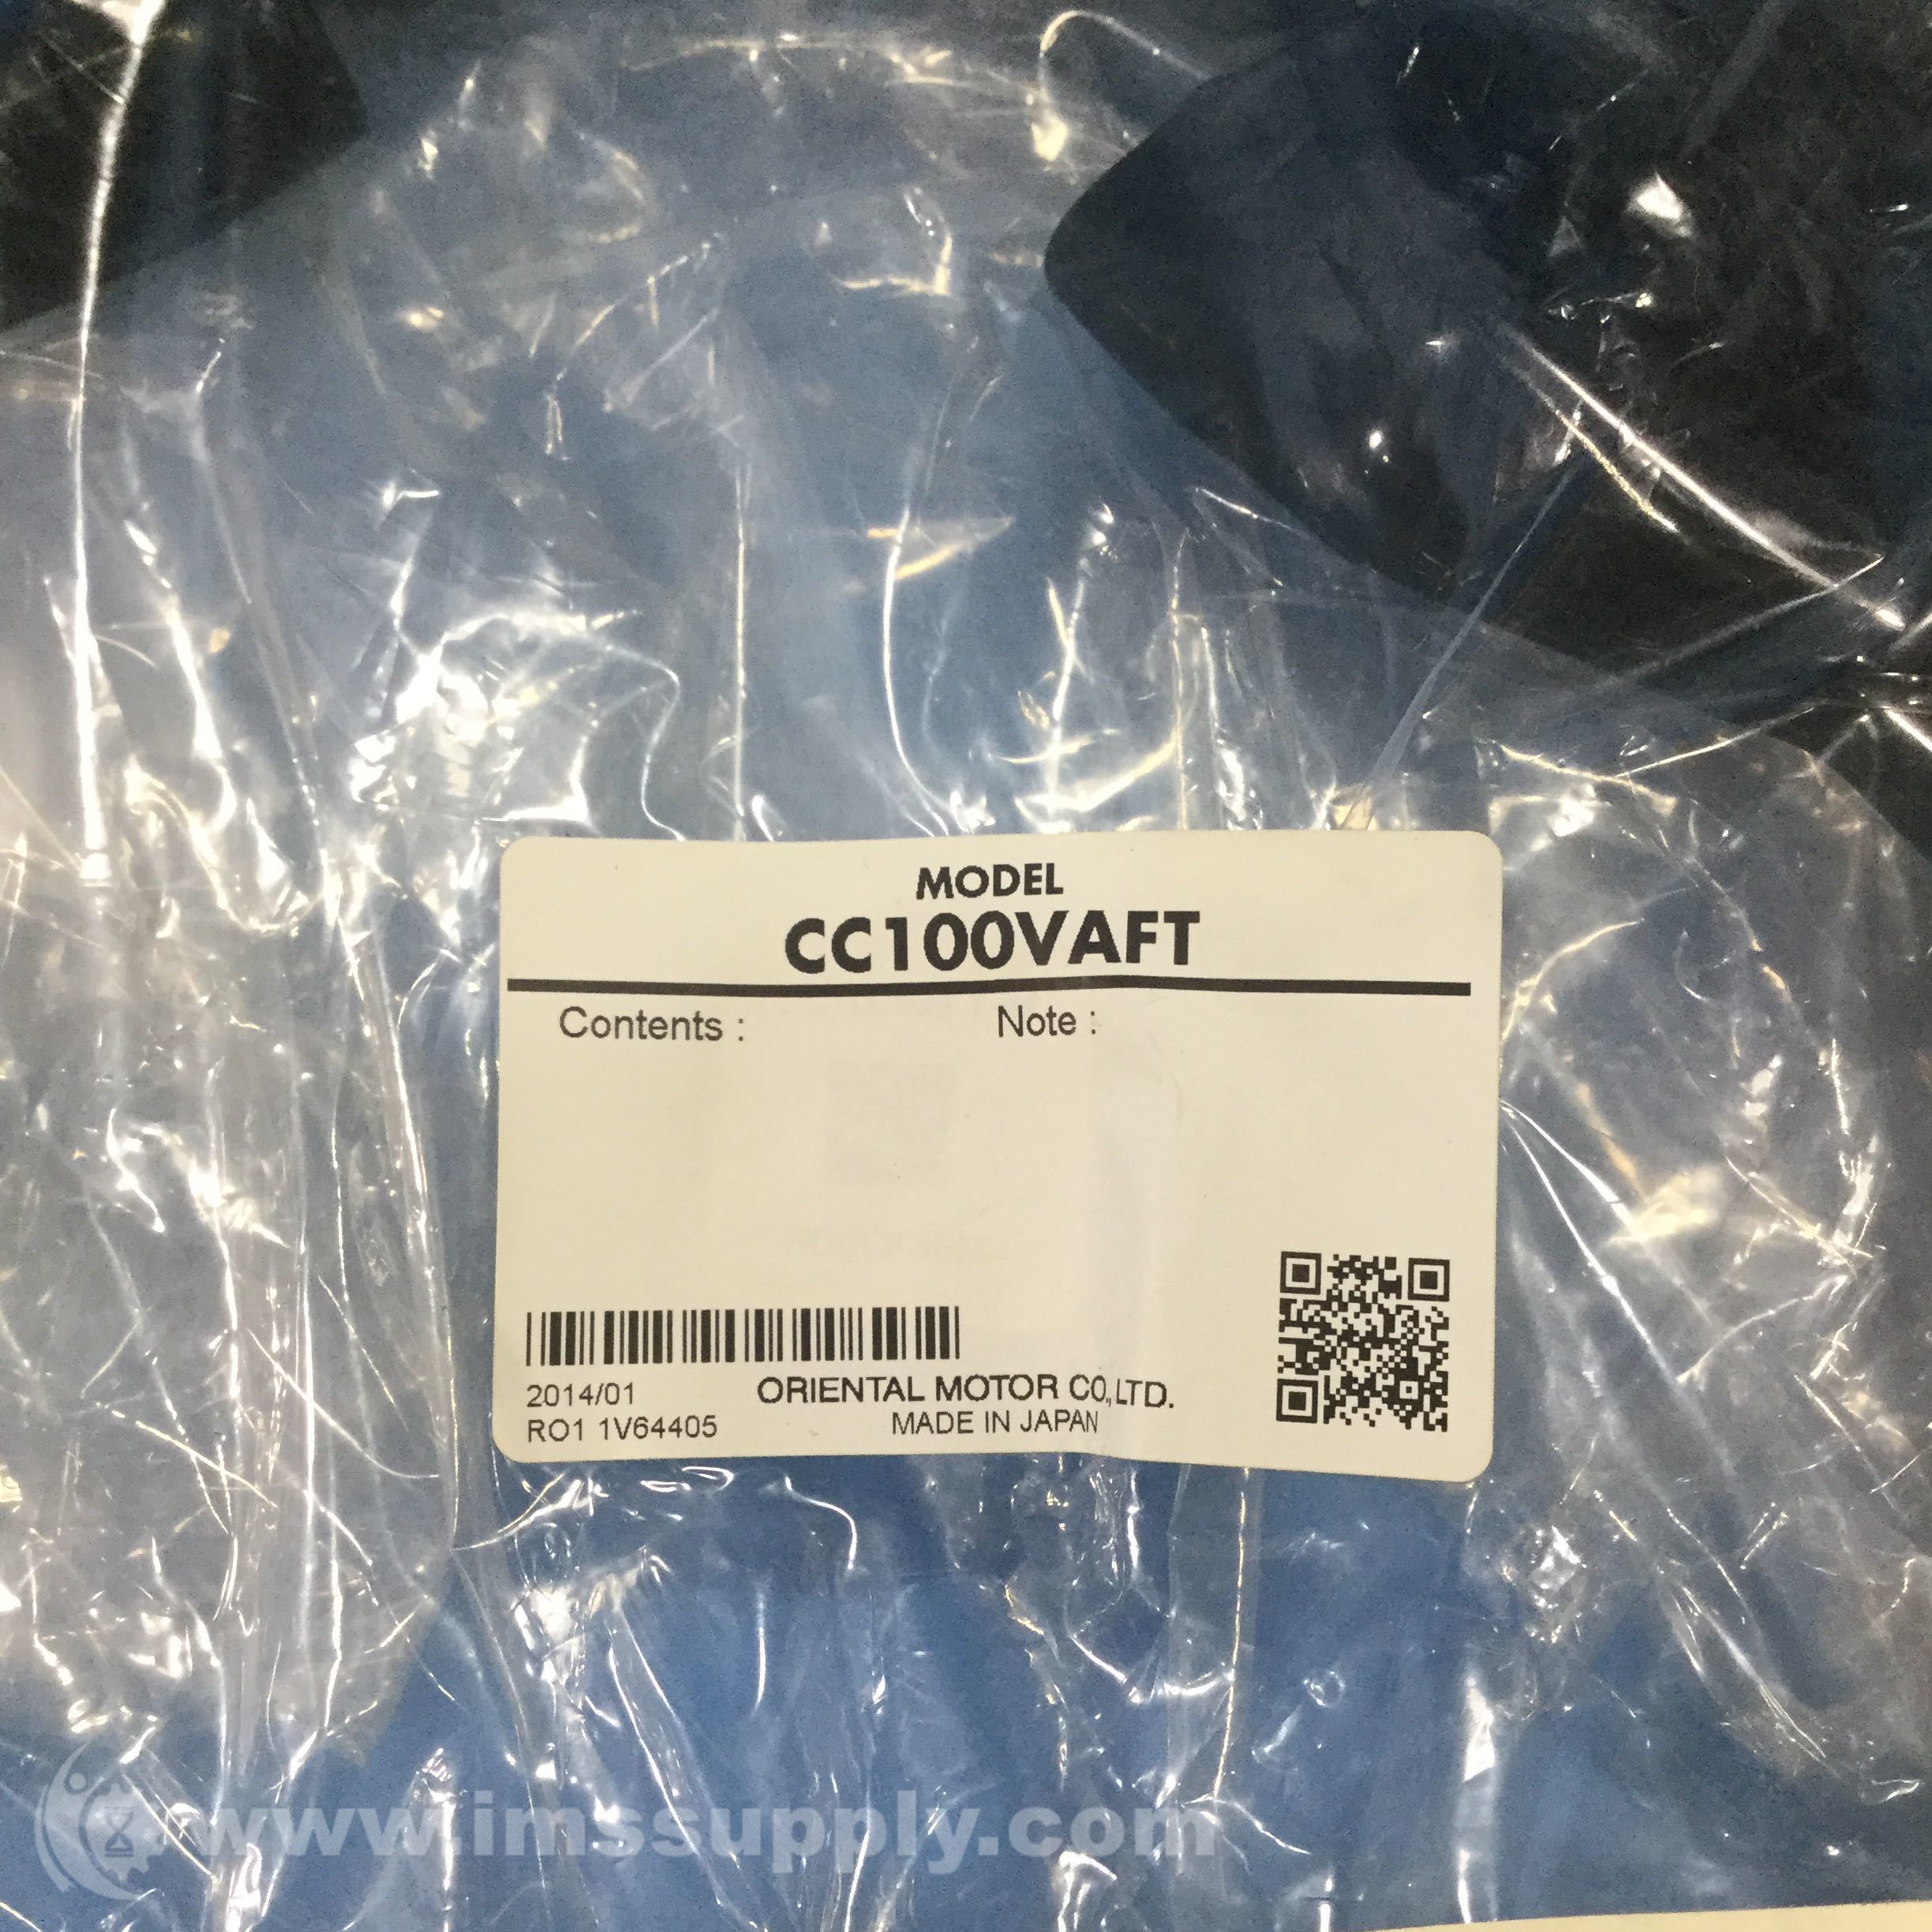 MODEL
CC100VAFT
Contents :
Note :
2014/01
RO1 1V64405
ORIENTAL MOTOR CO.,LTD.
MADE IN JAPAN
www.imssupply.com